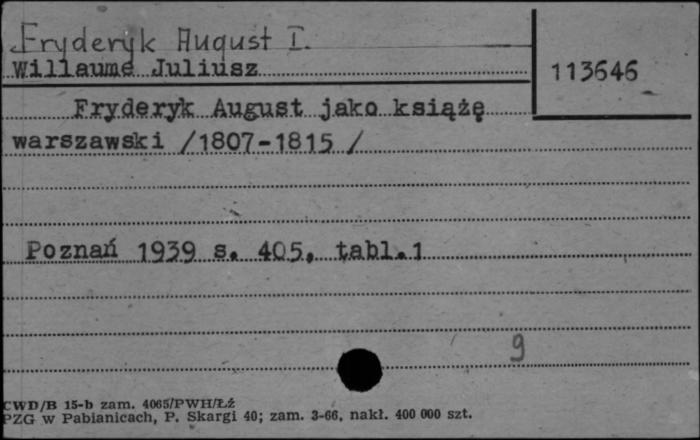 Fryderyk August I.
Willaume Juliusz
113646
Fryderyk August jako książę
warszawski /1807-1815 /
Poznań 1939 s. 405, tabl.1
9
CWD/B 15-b zam. 4065/PWH/Łź
PZG w Pabianicach, P. Skargi 40; zam. 3-66, nakł. 400 000 szt.